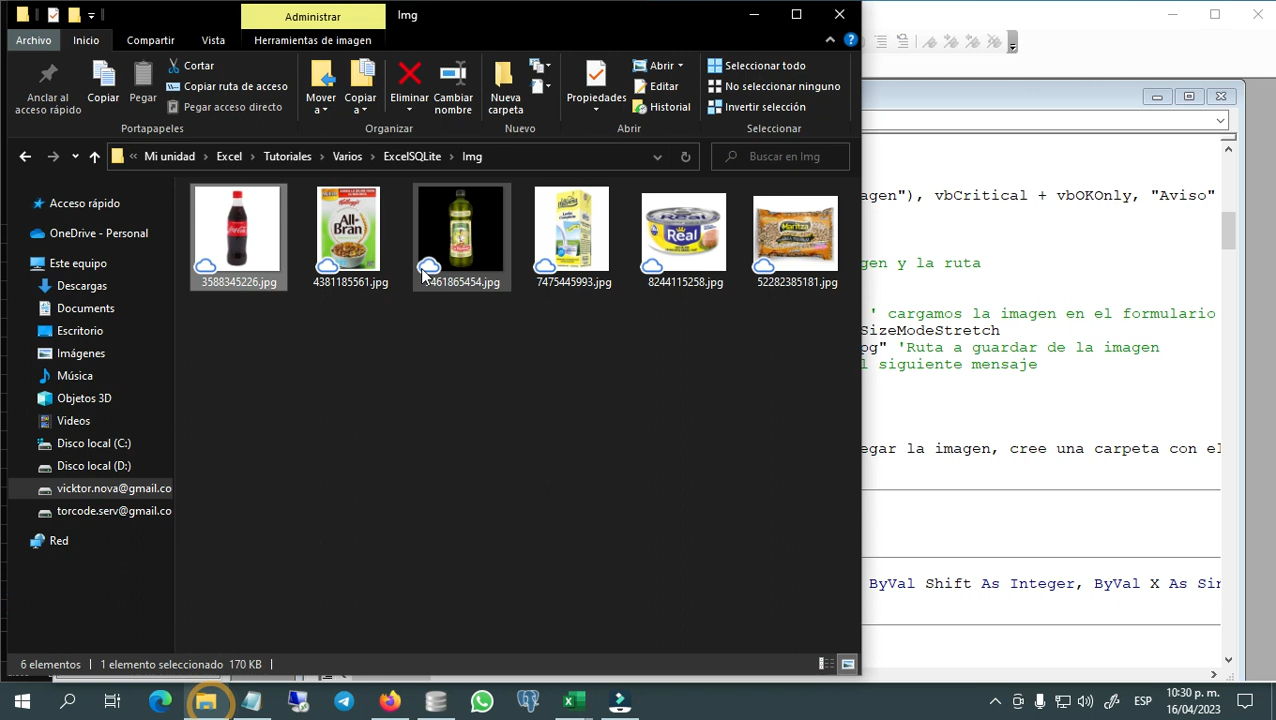 Administrar
Img
Archivo
Inicio
Compartir
Vista
Herramientas de imagen
Anclar al
acceso rápido
Copiar
Pegar
Cortar
Copiar ruta de acceso
Pegar acceso directo
Mover
a
Copiar
a
Eliminar
Cambiar
nombre
Nueva
carpeta
Propiedades
Abrir
Editar
Historial
Seleccionar todo
No seleccionar ninguno
Invertir selección
Portapapeles
Organizar
Nuevo
Abrir
Seleccionar
Mi unidad
Excel
Tutoriales
Varios
ExcelSQLite
Img
Buscar en Img
Acceso rápido
OneDrive - Personal
Este equipo
Descargas
Documents
Escritorio
Imágenes
Música
Objetos 3D
Videos
Disco local (C:)
Disco local (D:)
vicktor.nova@gmail.co
torcode.serv@gmail.co
Red
Kellogg's
All-
Bran
Real
Maritza
3588345226.jpg
4381185561.jpg
461865454.jpg
7475445993.jpg
8244115258.jpg
52282385181.jpg
6 elementos
1 elemento seleccionado
170 KB
agen"), vbCritical + vbOKOnly, "Aviso"
gen y la ruta
' cargamos la imagen en el formulario
SizeModeStretch
pg" 'Ruta a guardar de la imagen
l siguiente mensaje
egar la imagen, cree una carpeta con el
ByVal Shift As Integer, ByVal X As Sin
ESP
10:30 p. m.
16/04/2023